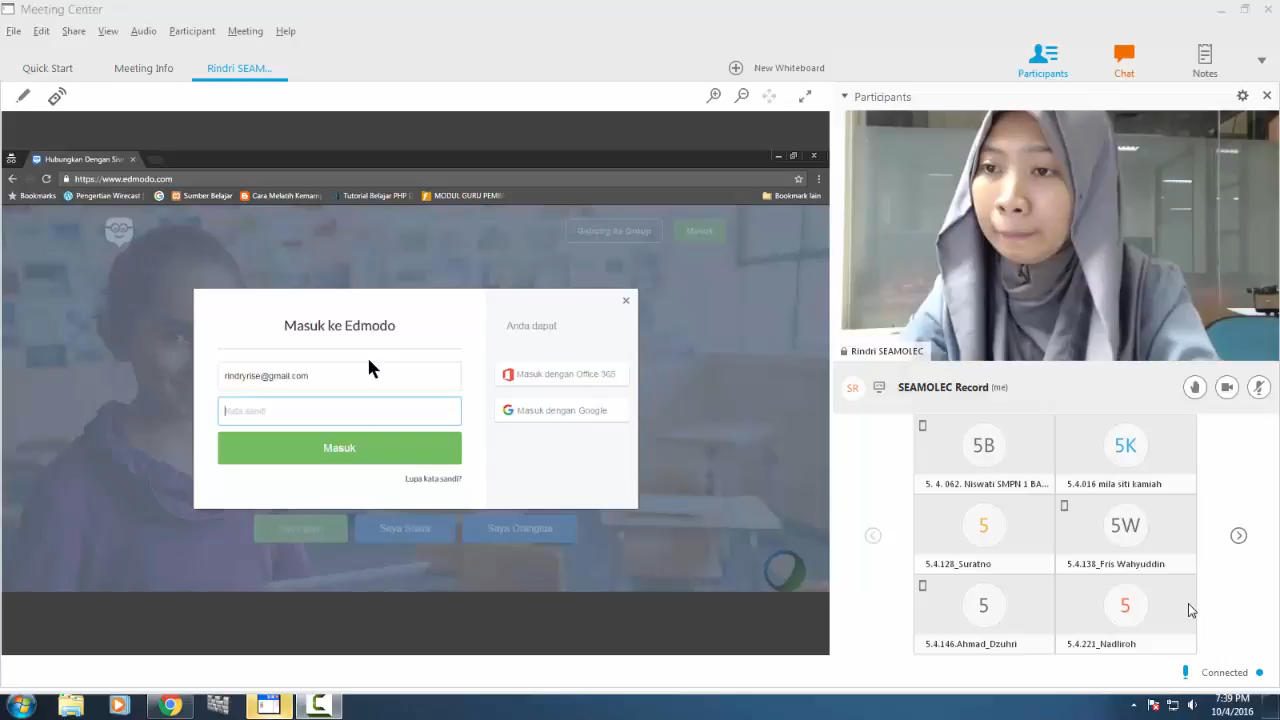 Meeting Center
File Edit Share View Audio Participant Meeting Help
Quick Start Meeting Info Rindri SEAM... New Whiteboard
Participants Chat Notes
Participants
Hubungkan Dengan Sis
https://www.edmodo.com
Bookmarks Pengertian Wirecast Sumber Belajar Cara Melatih Kemam Tutorial Belajar PHP D MODUL GURU PEMB Bookmark lain
Gabung ke Group Masuk
Masuk ke Edmodo
Anda dapat
rindryrise@gmail.com
Masuk dengan Office 365
Kata sandi
Masuk dengan Google
Masuk
Lupa kata sandi?
Saya Siswa Saya Orangtua
Rindri SEAMOLEC
SR SEAMOLEC Record (me)
5B 5K
5. 4. 062. Niswati SMPN 1 BA... 5.4.016 mila siti kamiah
5 5W
5.4.128_Suratno 5.4.138_Fris Wahyuddin
5 5
5.4.146.Ahmad_Dzuhri 5.4.221_Nadliroh
Connected
7:39 PM
10/4/2016